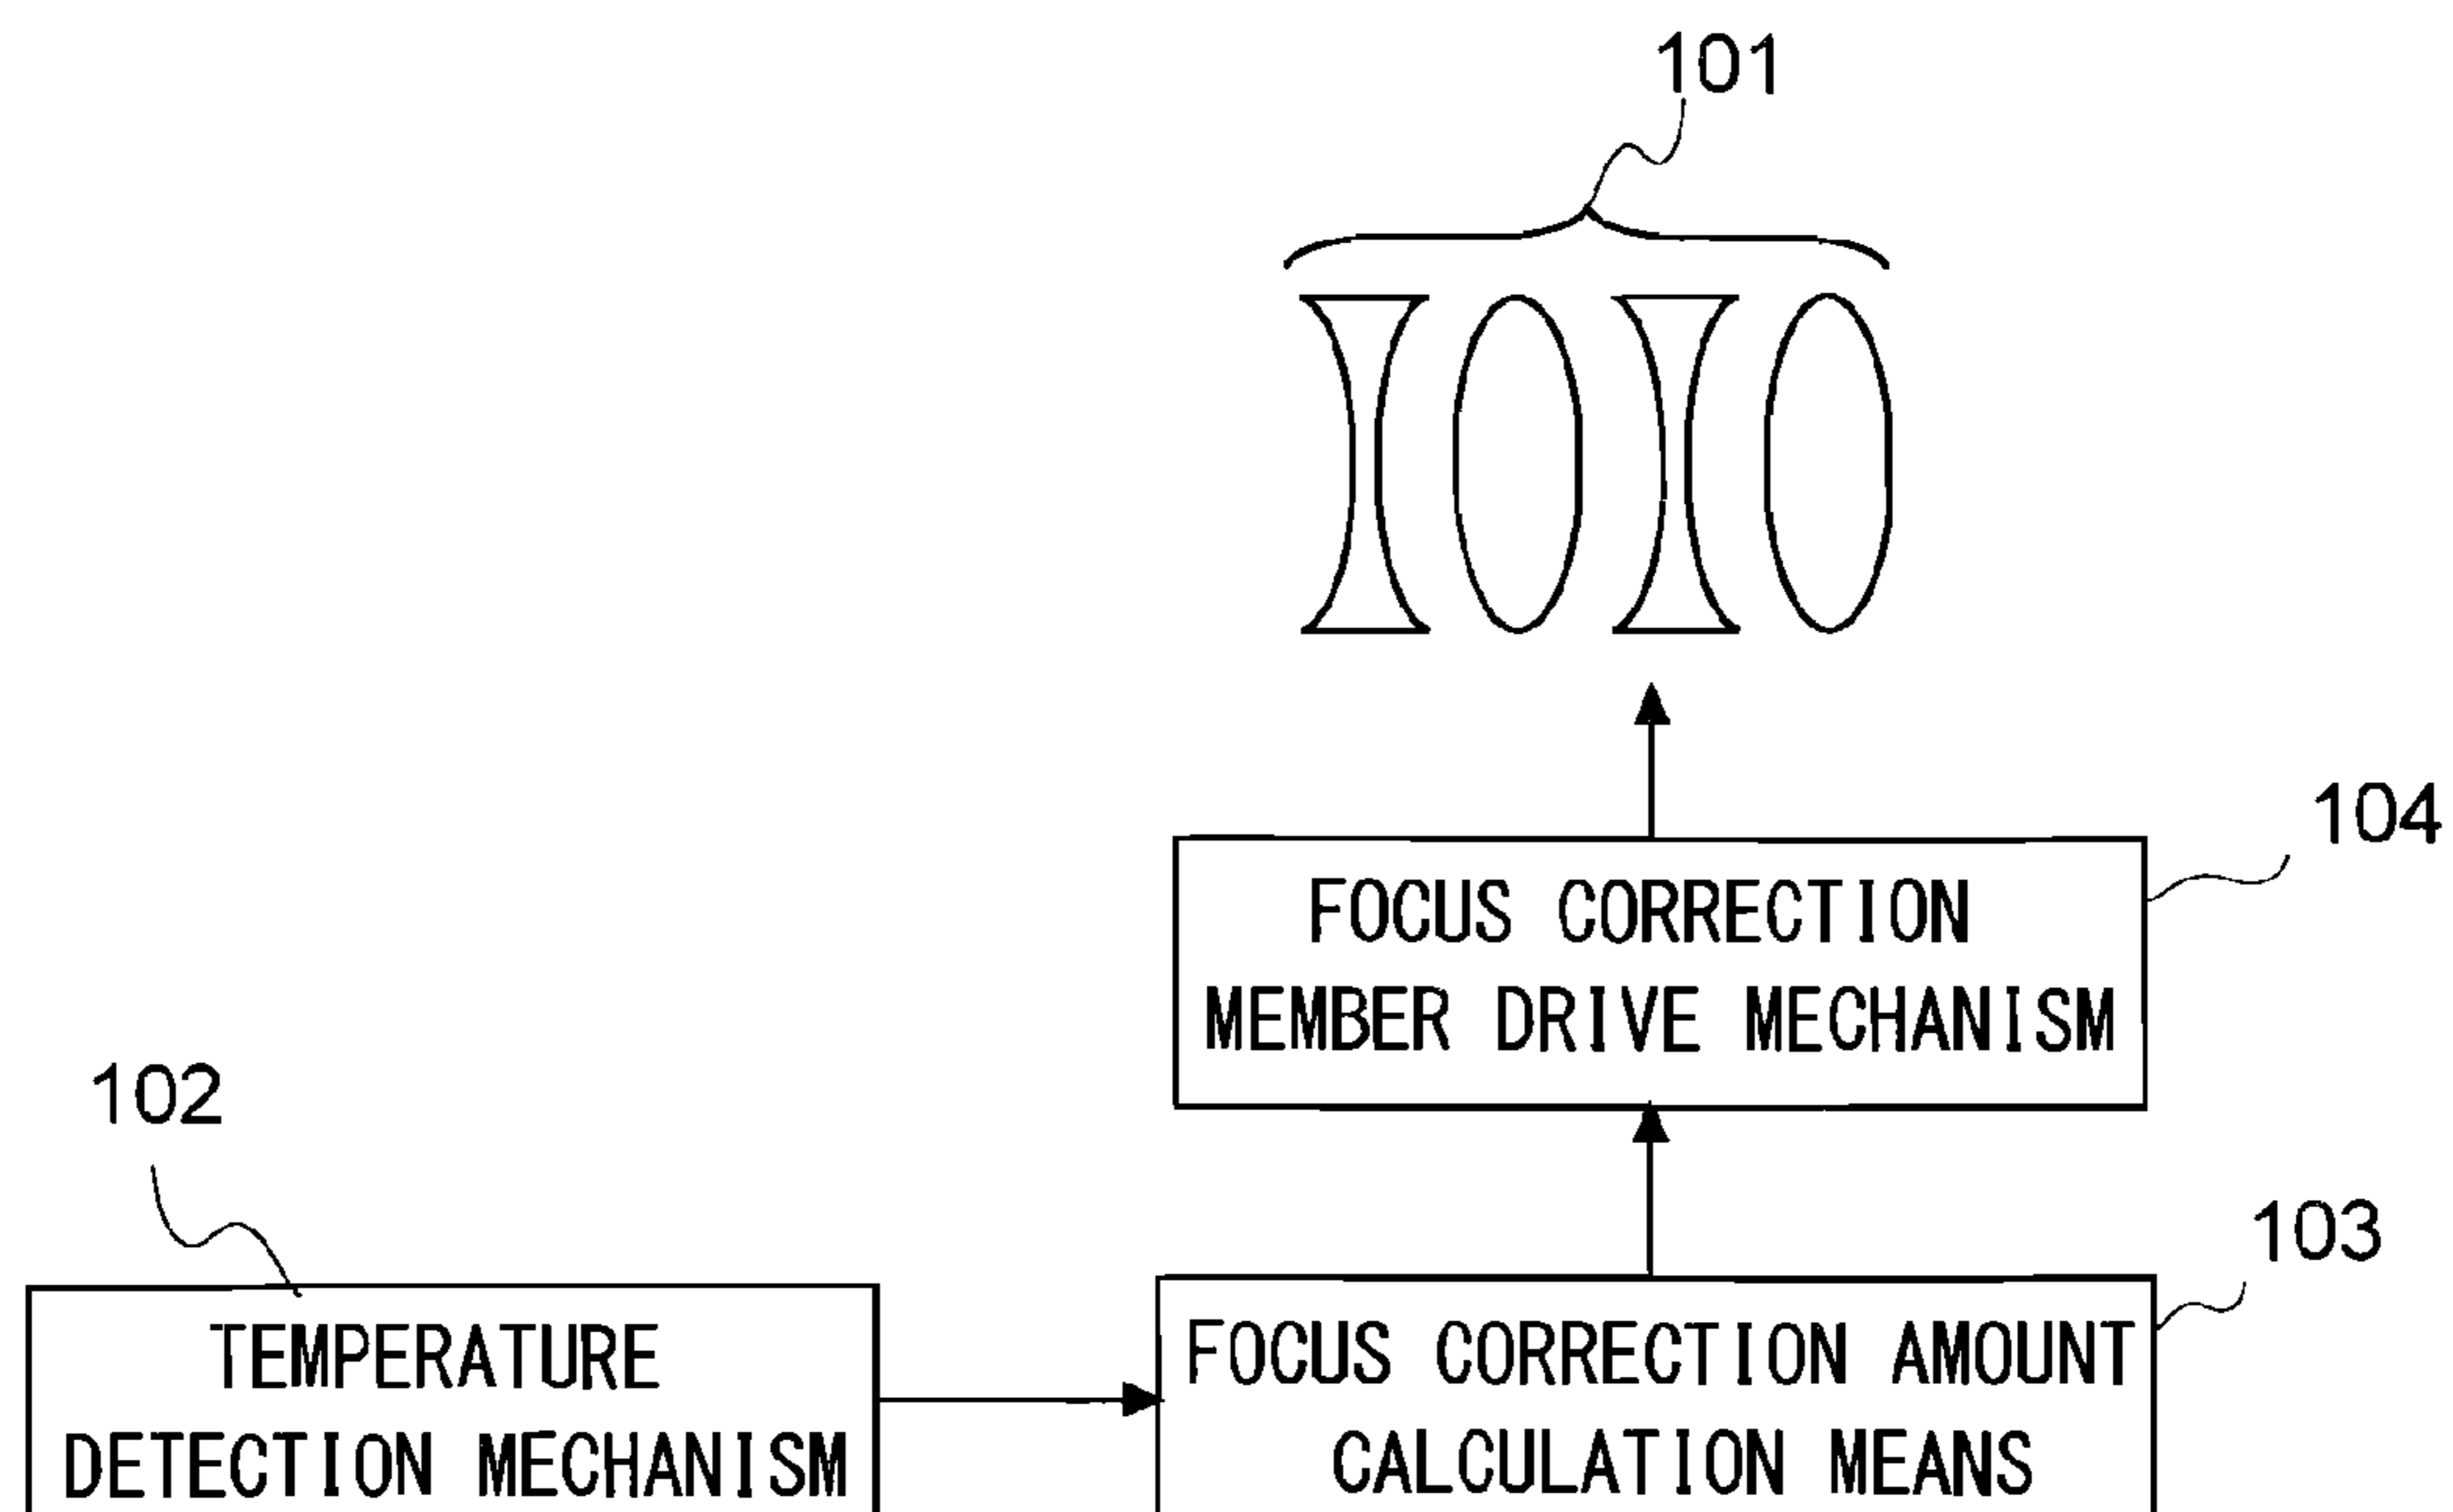 101
104
FOCUS CORRECTION
MEMBER DRIVE MECHANISM
102
103
TEMPERATURE
DETECTION MECHANISM
FOCUS CORRECTION AMOUNT
CALCULATION MEANS